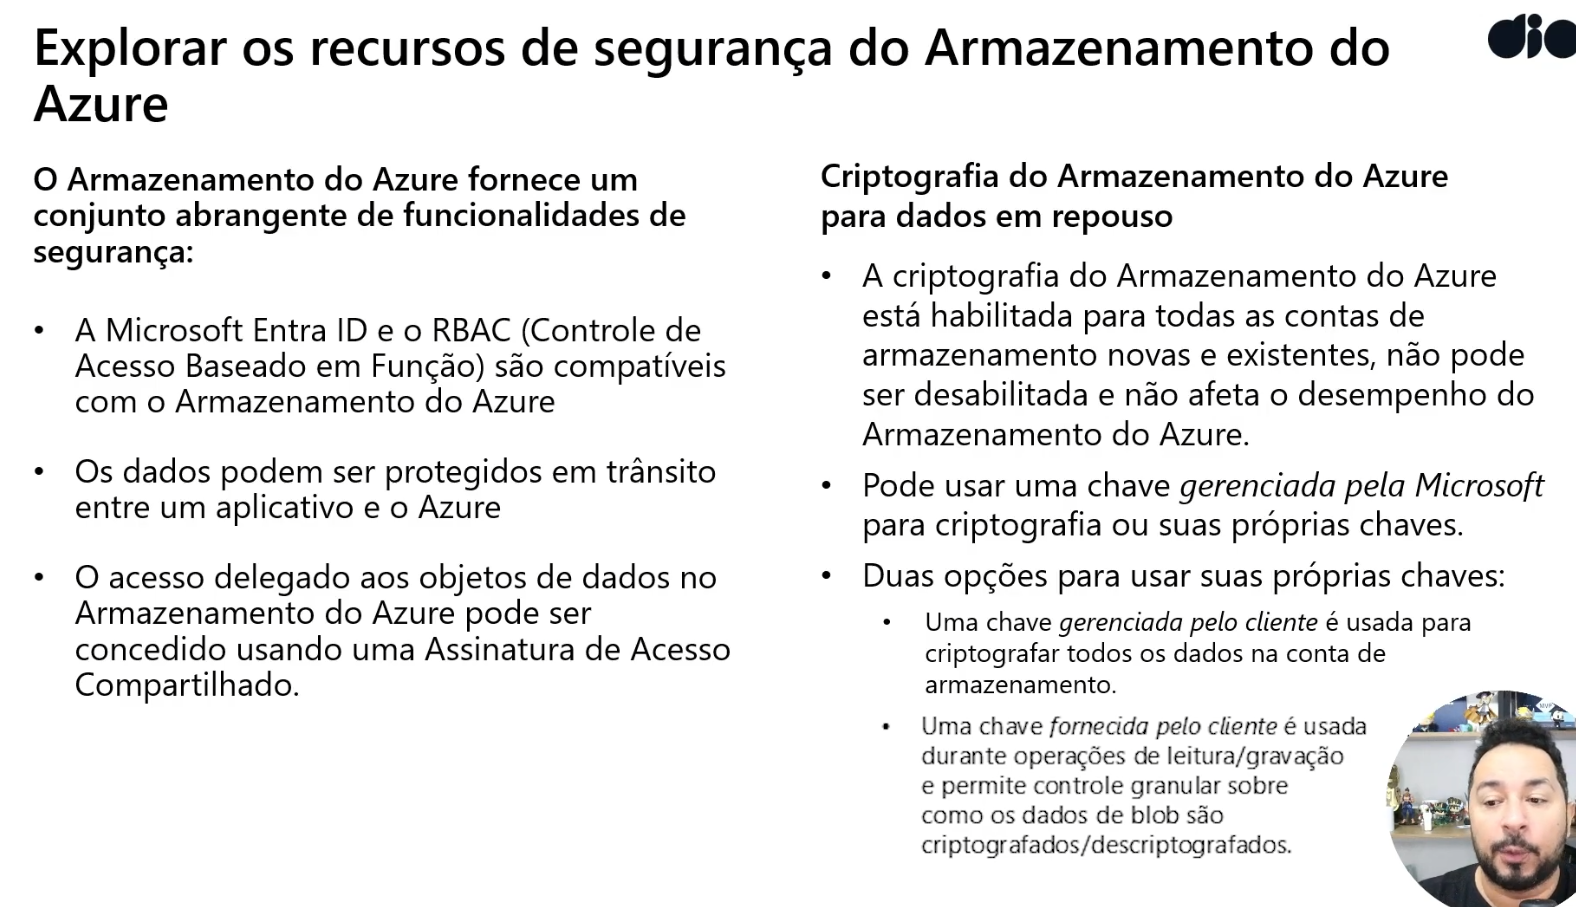 Explorar os recursos de segurança do Armazenamento do
Azure
dio
O Armazenamento do Azure fornece um
conjunto abrangente de funcionalidades de
segurança:
• A Microsoft Entra ID e o RBAC (Controle de
Acesso Baseado em Função) são compatíveis
com o Armazenamento do Azure
• Os dados podem ser protegidos em trânsito
entre um aplicativo e o Azure
• O acesso delegado aos objetos de dados no
Armazenamento do Azure pode ser
concedido usando uma Assinatura de Acesso
Compartilhado.
Criptografia do Armazenamento do Azure
para dados em repouso
• A criptografia do Armazenamento do Azure
está habilitada para todas as contas de
armazenamento novas e existentes, não pode
ser desabilitada e não afeta o desempenho do
Armazenamento do Azure.
• Pode usar uma chave gerenciada pela Microsoft
para criptografia ou suas próprias chaves.
• Duas opções para usar suas próprias chaves:
• Uma chave gerenciada pelo cliente é usada para
criptografar todos os dados na conta de
armazenamento.
• Uma chave fornecida pelo cliente é usada
durante operações de leitura/gravação
e permite controle granular sobre
como os dados de blob são
criptografados/descriptografados.